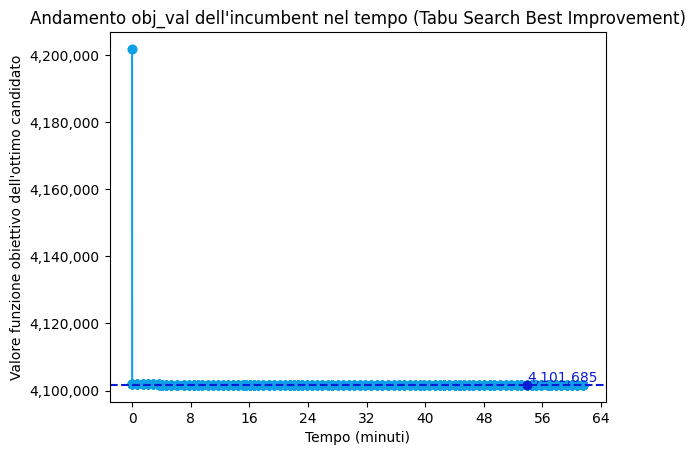 Andamento obj_val dell'incumbent nel tempo (Tabu Search Best Improvement)
Valore funzione obiettivo dell'ottimo candidato
4,200,000
4,180,000
4,160,000
4,140,000
4,120,000
4,100,000
4,101,685
0 8 16 24 32 40 48 56 64
Tempo (minuti)